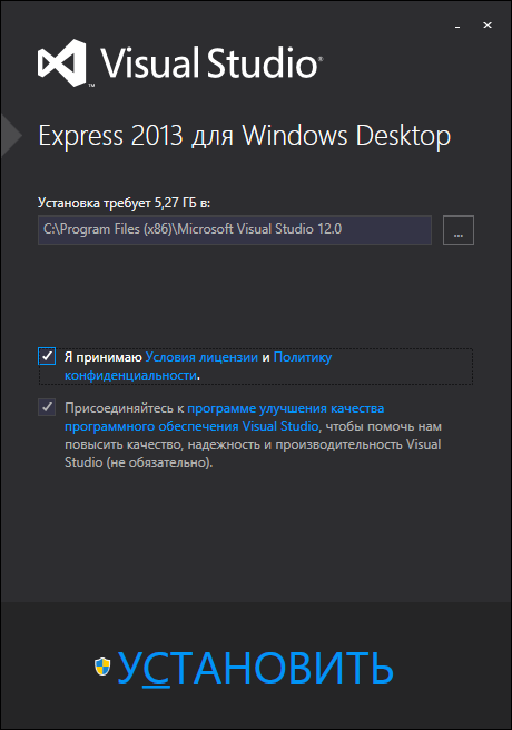 Visual Studio
Express 2013 для Windows Desktop
Установка требует 5,27 ГБ в:
C:\Program Files (x86)\Microsoft Visual Studio 12.0
...
Я принимаю Условия лицензии и Политику
конфиденциальности.
Присоединяйтесь к программе улучшения качества
программного обеспечения Visual Studio, чтобы помочь нам
повысить качество, надежность и производительность Visual
Studio (не обязательно).
УСТАНОВИТЬ